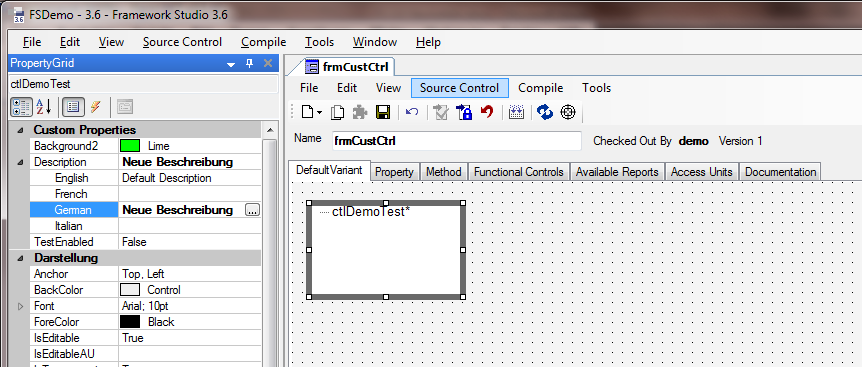 3.6 FSDemo - 3.6 - Framework Studio 3.6
File Edit View Source Control Compile Tools Window Help
PropertyGrid
ctlDemoTest
Custom Properties
Background2 Lime
Description Neue Beschreibung
English Default Description
French
German Neue Beschreibung ...
Italian
TestEnabled False
Darstellung
Anchor Top, Left
BackColor Control
Font Arial; 10pt
ForeColor Black
IsEditable True
IsEditableAU
frmCustCtrl
File Edit View Source Control Compile Tools
Name frmCustCtrl Checked Out By demo Version 1
DefaultVariant Property Method Functional Controls Available Reports Access Units Documentation
ctlDemoTest*